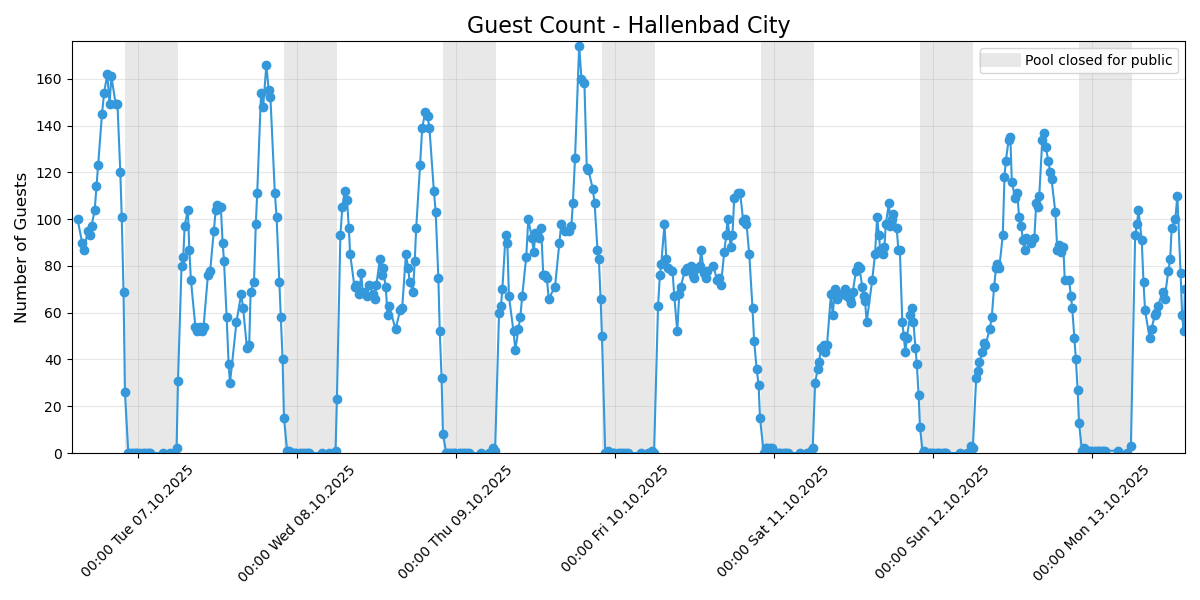 Guest Count - Hallenbad City
Pool closed for public
Number of Guests
160
140
120
100
80
60
40
20
0
00:00 Tue 07.10.2025
00:00 Wed 08.10.2025
00:00 Thu 09.10.2025
00:00 Fri 10.10.2025
00:00 Sat 11.10.2025
00:00 Sun 12.10.2025
00:00 Mon 13.10.2025